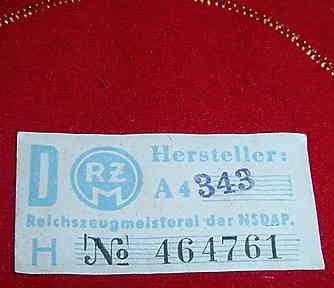 D RZM Hersteller:
A4 343
Reichszeugmeisterei der NSDAP.
H № 464761